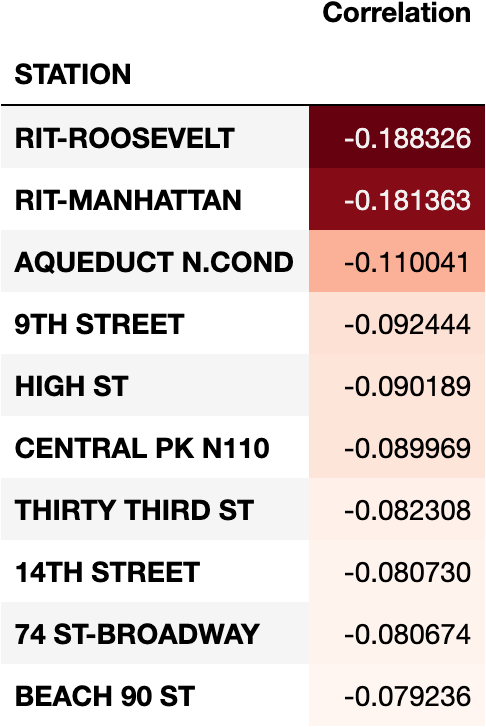 Correlation
STATION
RIT-ROOSEVELT -0.188326
RIT-MANHATTAN -0.181363
AQUEDUCT N.COND -0.110041
9TH STREET -0.092444
HIGH ST -0.090189
CENTRAL PK N110 -0.089969
THIRTY THIRD ST -0.082308
14TH STREET -0.080730
74 ST-BROADWAY -0.080674
BEACH 90 ST -0.079236